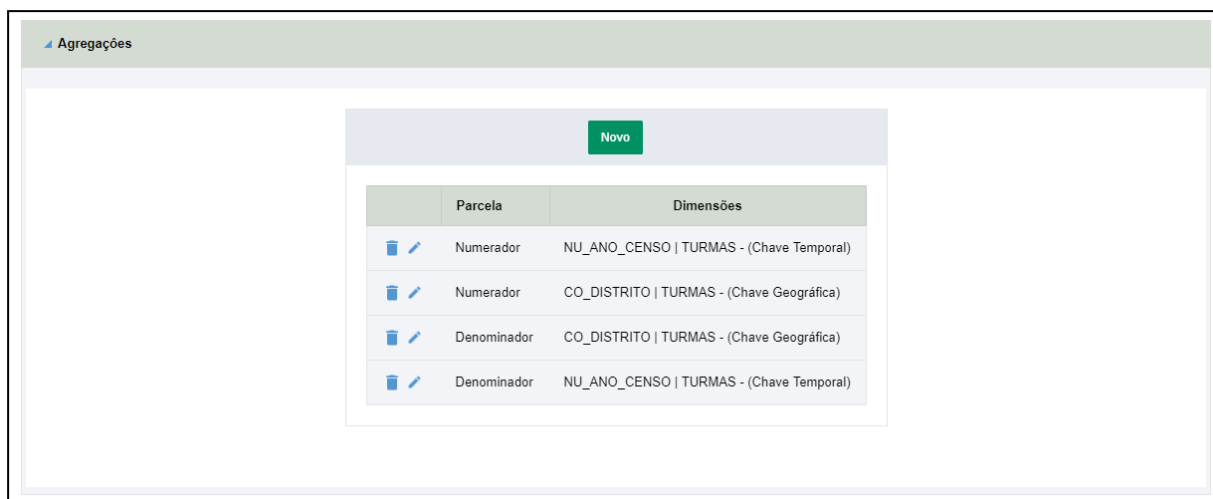 Agregações
Novo
Parcela Dimensões
Numerador NU_ANO_CENSO | TURMAS - (Chave Temporal)
Numerador CO_DISTRITO | TURMAS - (Chave Geográfica)
Denominador CO_DISTRITO | TURMAS - (Chave Geográfica)
Denominador NU_ANO_CENSO | TURMAS - (Chave Temporal)